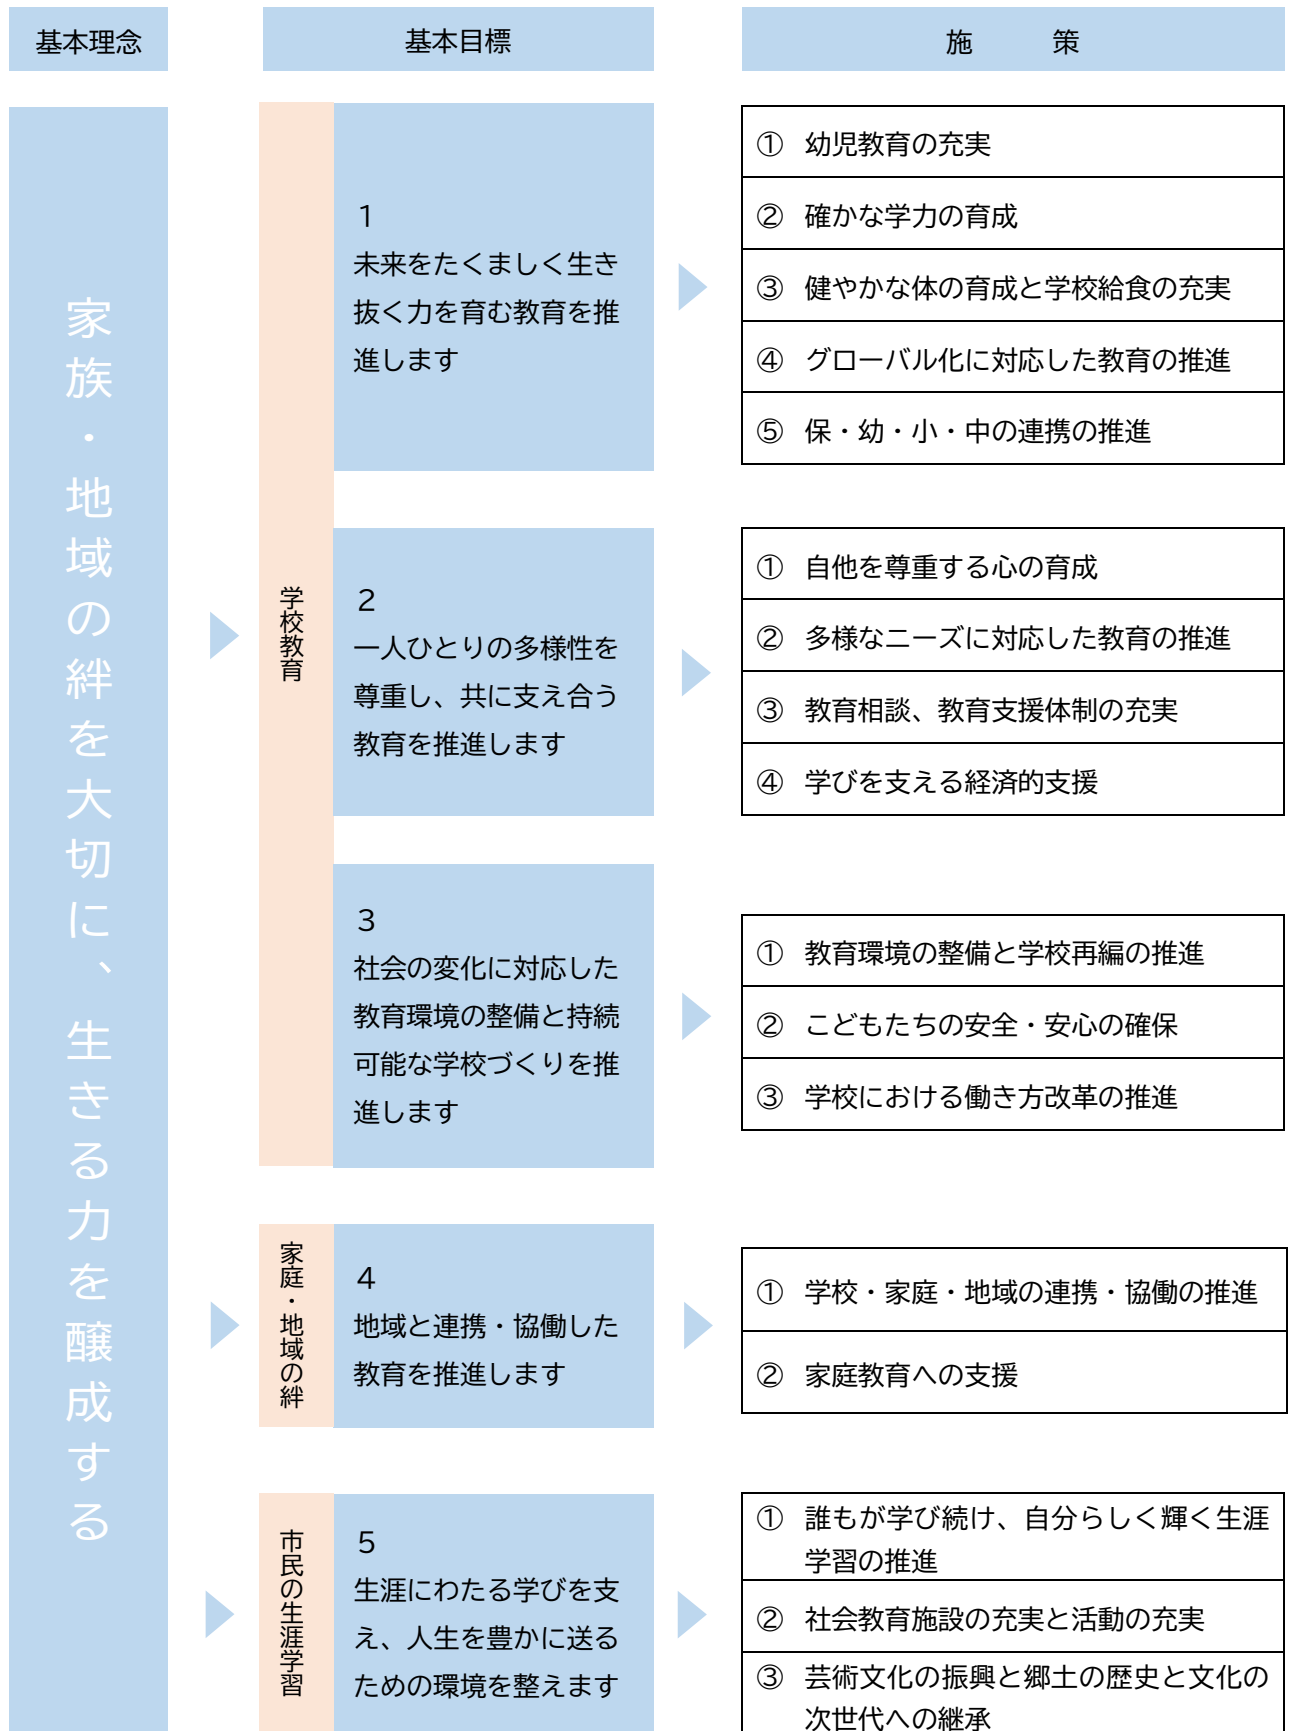 基本理念
基本目標
施　　　策
家族・地域の絆を大切に、生きる力を醸成する
学校教育
1
未来をたくましく生き
抜く力を育む教育を推
進します
① 幼児教育の充実
② 確かな学力の育成
③ 健やかな体の育成と学校給食の充実
④ グローバル化に対応した教育の推進
⑤ 保・幼・小・中の連携の推進
2
一人ひとりの多様性を
尊重し、共に支え合う
教育を推進します
① 自他を尊重する心の育成
② 多様なニーズに対応した教育の推進
③ 教育相談、教育支援体制の充実
④ 学びを支える経済的支援
3
社会の変化に対応した
教育環境の整備と持続
可能な学校づくりを推
進します
① 教育環境の整備と学校再編の推進
② こどもたちの安全・安心の確保
③ 学校における働き方改革の推進
家庭・地域の絆
4
地域と連携・協働した
教育を推進します
① 学校・家庭・地域の連携・協働の推進
② 家庭教育への支援
市民の生涯学習
5
生涯にわたる学びを支
え、人生を豊かに送る
ための環境を整えます
① 誰もが学び続け、自分らしく輝く生涯
学習の推進
② 社会教育施設の充実と活動の充実
③ 芸術文化の振興と郷土の歴史と文化の
次世代への継承